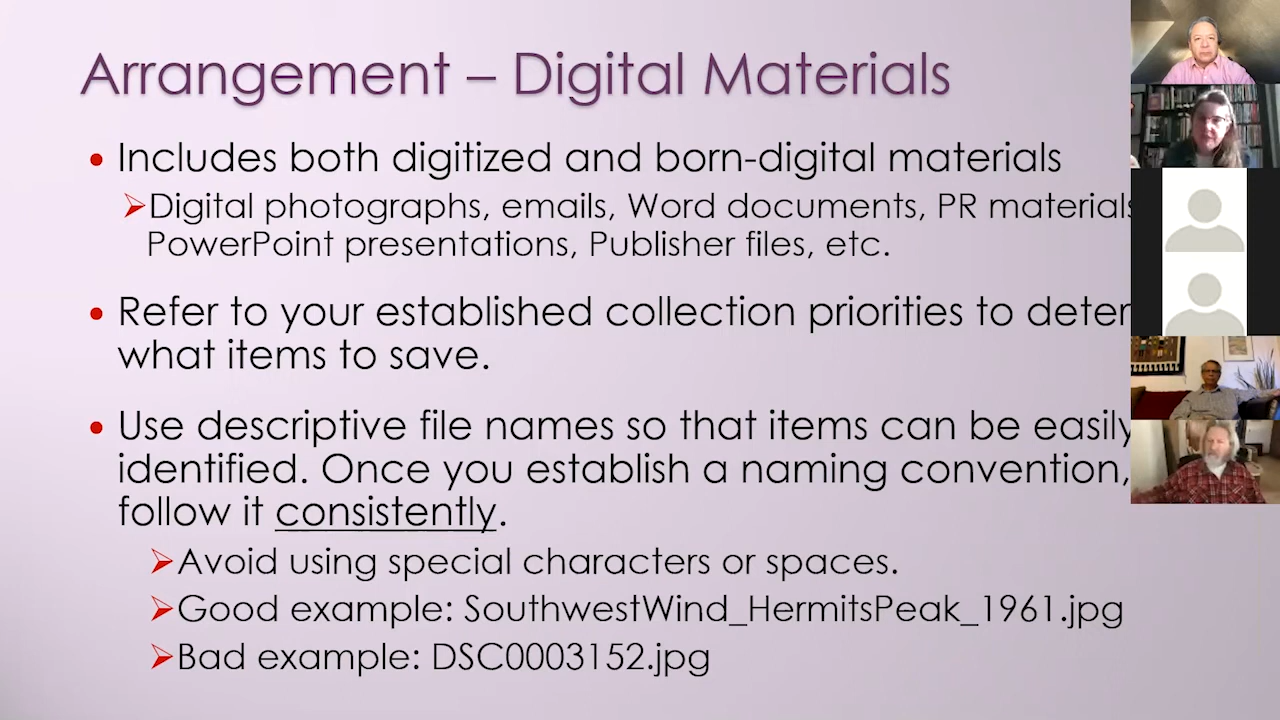 Arrangement – Digital Materials
• Includes both digitized and born-digital materials
➢Digital photographs, emails, Word documents, PR materials
PowerPoint presentations, Publisher files, etc.
• Refer to your established collection priorities to deter
what items to save.
• Use descriptive file names so that items can be easily
identified. Once you establish a naming convention,
follow it consistently.
➢Avoid using special characters or spaces.
➢Good example: SouthwestWind_HermitsPeak_1961.jpg
➢Bad example: DSC0003152.jpg